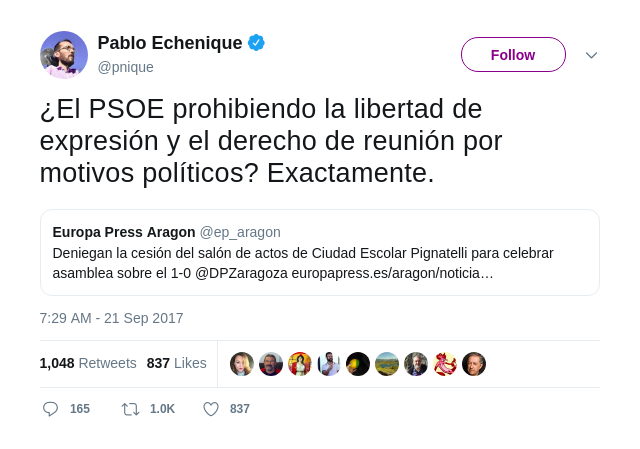 Pablo Echenique
@pnique
Follow
¿El PSOE prohibiendo la libertad de
expresión y el derecho de reunión por
motivos políticos? Exactamente.
Europa Press Aragon @ep_aragon
Deniegan la cesión del salón de actos de Ciudad Escolar Pignatelli para celebrar
asamblea sobre el 1-0 @DPZaragoza europapress.es/aragon/noticia…
7:29 AM - 21 Sep 2017
1,048 Retweets 837 Likes
165 1.0K 837